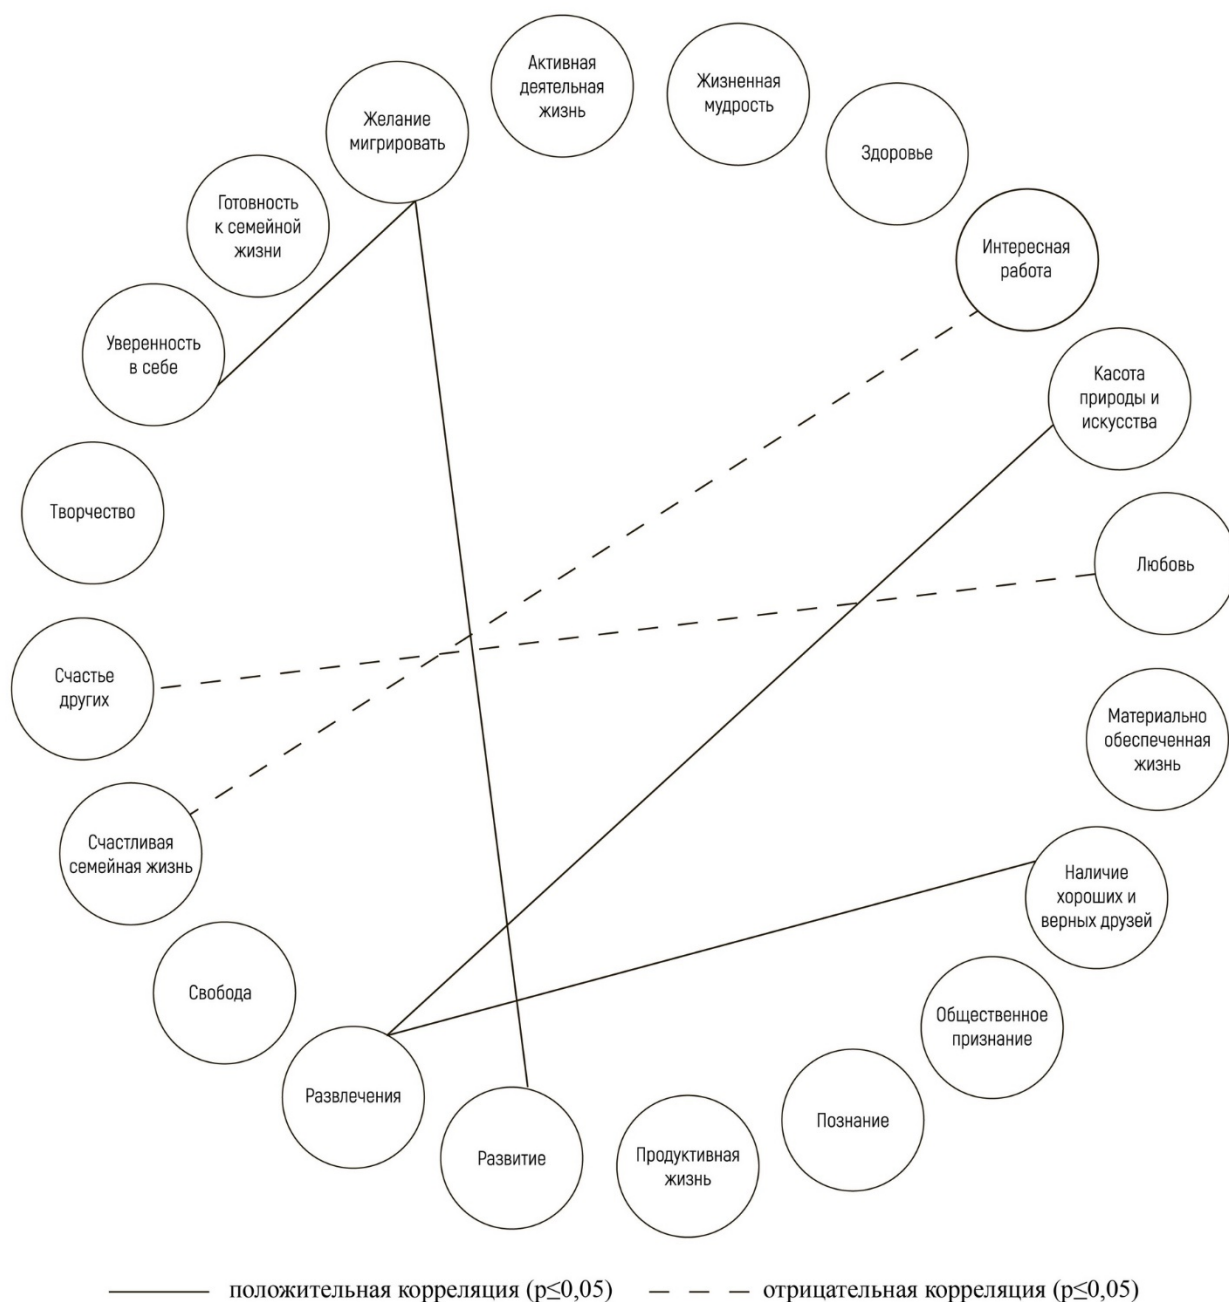 Активная
деятельная
жизнь
Жизненная
мудрость
Здоровье
Интересная
работа
Касота
природы и
искусства
Любовь
Материально
обеспеченная
жизнь
Наличие
хороших и
верных друзей
Общественное
признание
Познание
Продуктивная
жизнь
Развитие
Развлечения
Свобода
Счастливая
семейная жизнь
Счастье
других
Творчество
Уверенность
в себе
Готовность
к семейной
жизни
Желание
мигрировать
положительная корреляция (p≤0,05)
отрицательная корреляция (p≤0,05)